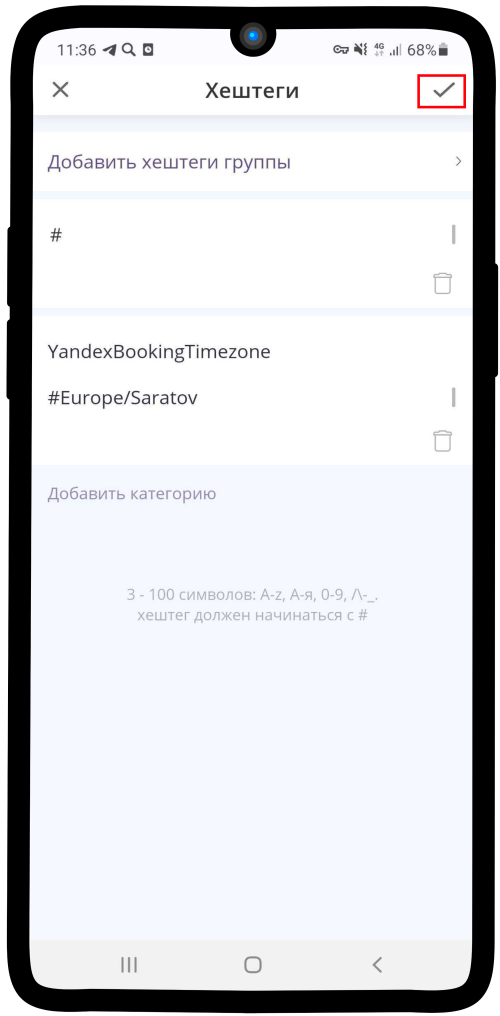 11:36
4G
68%
Хештеги
Добавить хештеги группы
#
YandexBookingTimezone
#Europe/Saratov
Добавить категорию
3 - 100 символов: A-z, А-я, 0-9, /\-_.
хештег должен начинаться с #